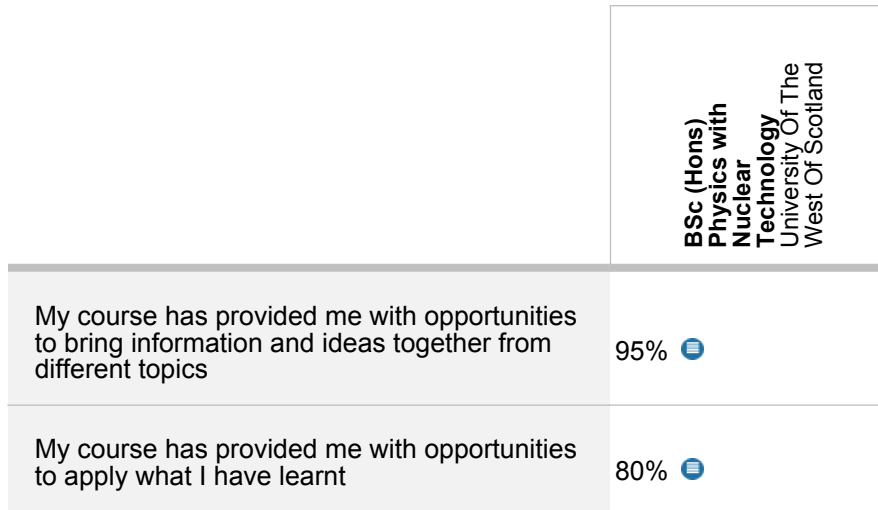 BSc (Hons)
Physics with
Nuclear
Technology
University Of The
West Of Scotland
My course has provided me with opportunities
to bring information and ideas together from
different topics
95%
My course has provided me with opportunities
to apply what I have learnt
80%